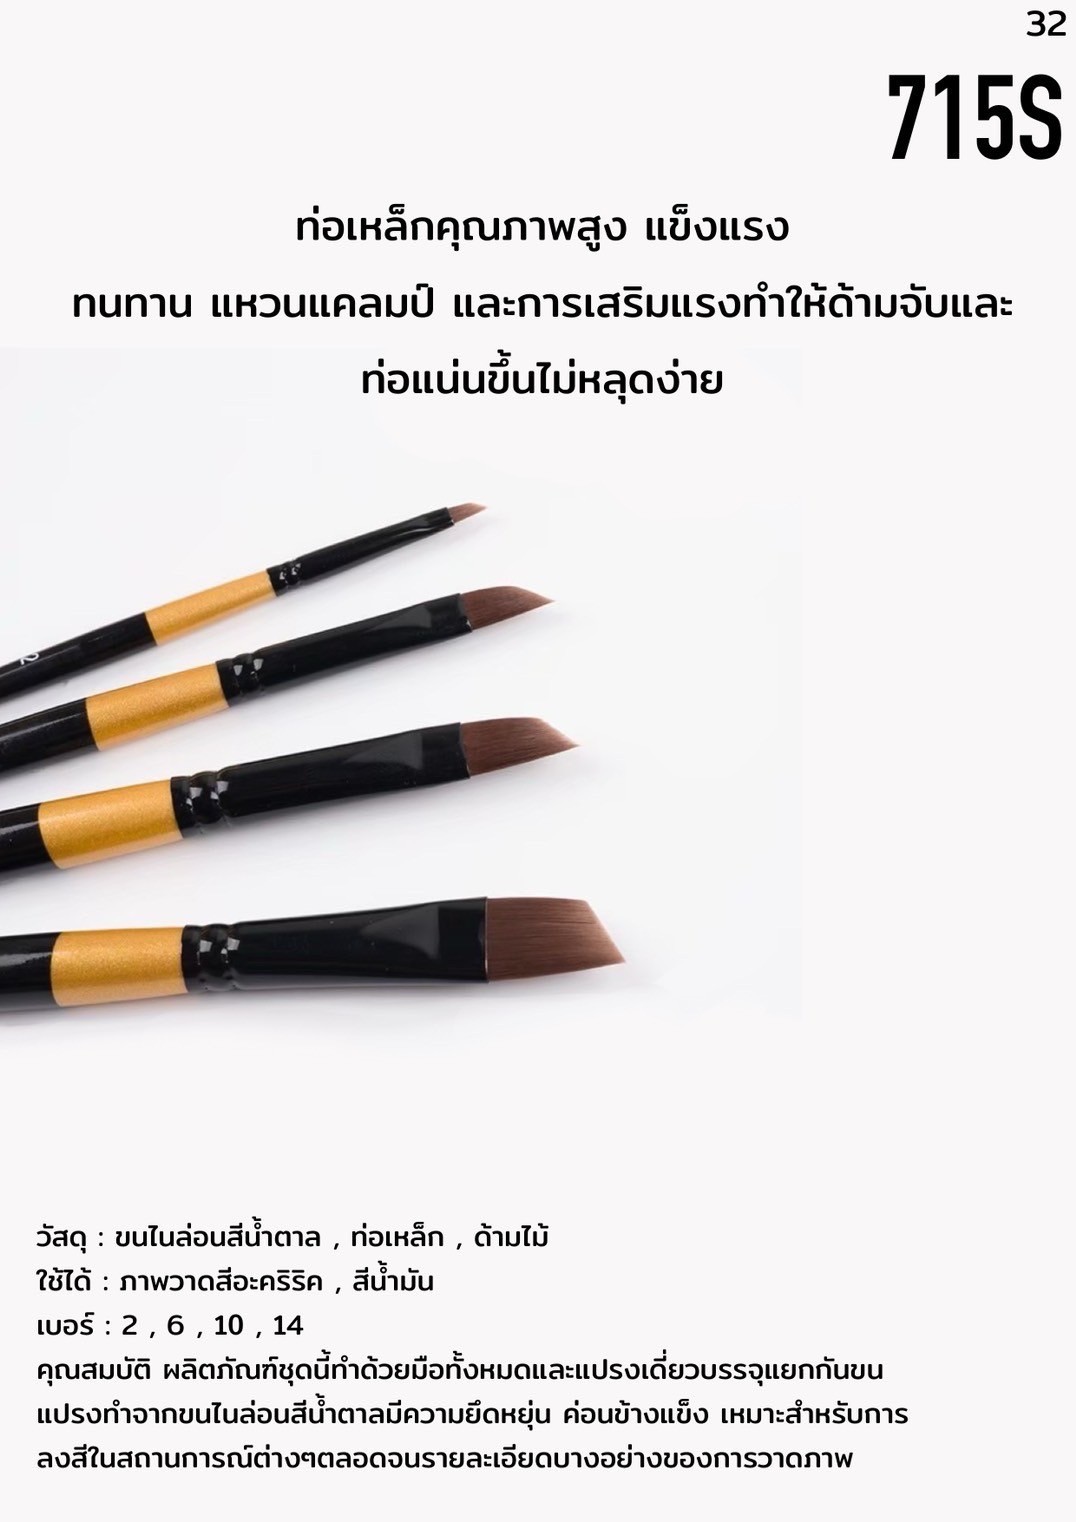 32
715S
ท่อเหล็กคุณภาพสูง แข็งแรง
ทนทาน แหวนแคลมป์ และการเสริมแรงทำให้ด้ามจับและ
ท่อแน่นขึ้นไม่หลุดง่าย
2
วัสดุ : ขนไนล่อนสีน้ำตาล , ท่อเหล็ก , ด้ามไม้
ใช้ได้ : ภาพวาดสีอะคริริค , สีน้ำมัน
เบอร์ : 2 , 6 , 10 , 14
คุณสมบัติ ผลิตภัณฑ์ชุดนี้ทำด้วยมือทั้งหมดและแปรงเดี่ยวบรรจุแยกกันขน
แปรงทำจากขนไนล่อนสีน้ำตาลมีความยืดหยุ่น ค่อนข้างแข็ง เหมาะสำหรับการ
ลงสีในสถานการณ์ต่างๆตลอดจนรายละเอียดบางอย่างของการวาดภาพ